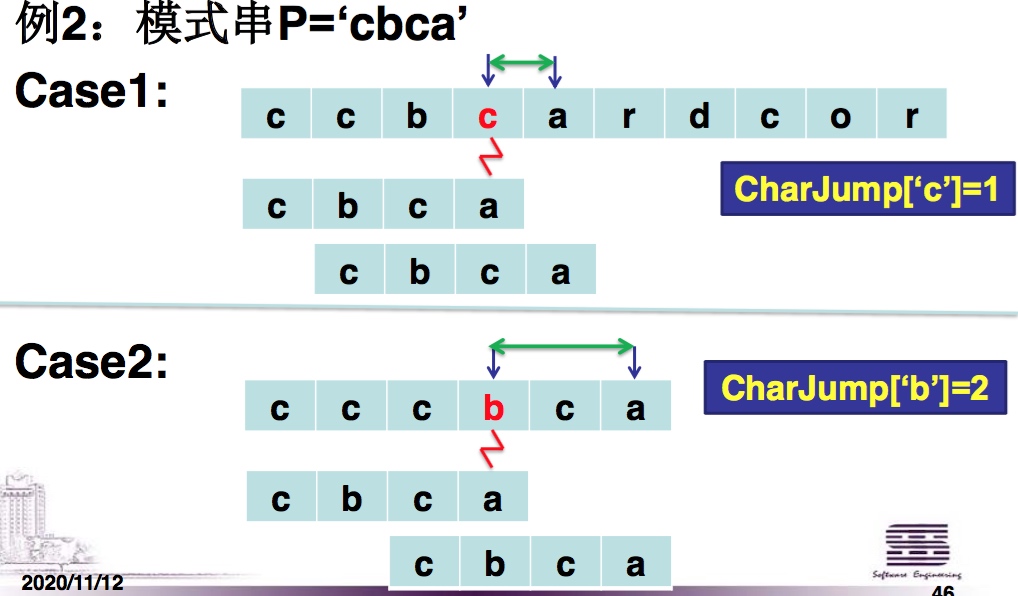 例2：模式串P=‘cbca’
Case1:
c c b c a r d c o r
CharJump[‘c’]=1
c b c a
c b c a
Case2:
CharJump[‘b’]=2
c c c b c a
c b c a
c b c a
Software Engineering
2020/11/12
46